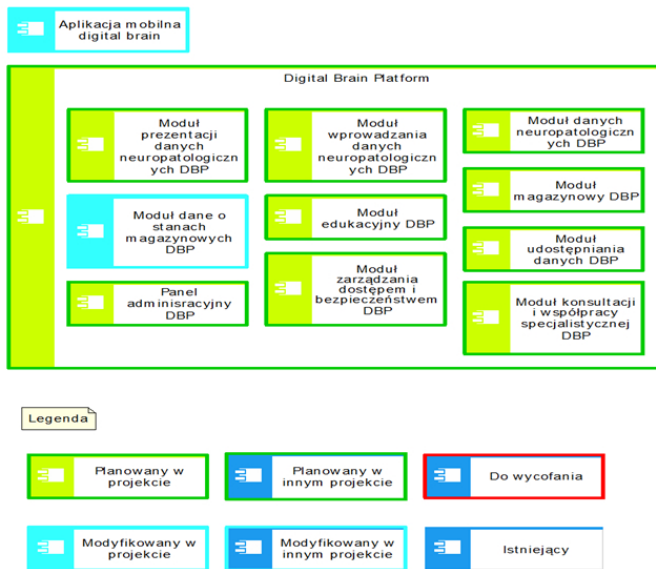 Aplikacja mobilna
digital brain
Digital Brain Platform
Moduł
prezentacji
danych
neuropatologiczn
ych DBP
Moduł
wprowadzania
danych
neuropatologiczn
ych DBP
Moduł danych
neuropatologiczn
ych DBP
Moduł
magazynowy DBP
Moduł dane o
stanach
magazynowych
DBP
Moduł
edukacyjny DBP
Moduł
udostępniania
danych DBP
Panel
adminisracyjny
DBP
Moduł
zarządzania
dostępem i
bezpieczeństwem
DBP
Moduł konsultacji
i współpracy
specjalistycznej
DBP
Legenda
Planowany w
projekcie
Planowany w
innym projekcie
Do wycofania
Modyfikowany w
projekcie
Modyfikowany w
innym projekcie
Istniejący